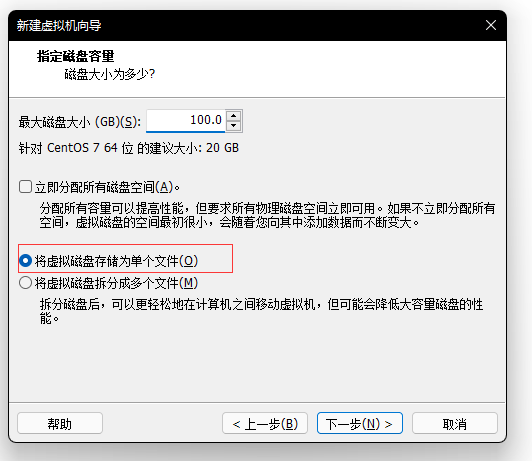 新建虚拟机向导
指定磁盘容量
磁盘大小为多少?
最大磁盘大小 (GB)(S): 100.0
针对 CentOS 7 64 位 的建议大小: 20 GB
立即分配所有磁盘空间(A)。
分配所有容量可以提高性能，但要求所有物理磁盘空间立即可用。如果不立即分配所有
空间，虚拟磁盘的空间最初很小，会随着您向其中添加数据而不断变大。
将虚拟磁盘存储为单个文件(O)
将虚拟磁盘拆分成多个文件(M)
拆分磁盘后，可以更轻松地在计算机之间移动虚拟机，但可能会降低大容量磁盘的性
能。
帮助 < 上一步(B) 下一步(N) > 取消